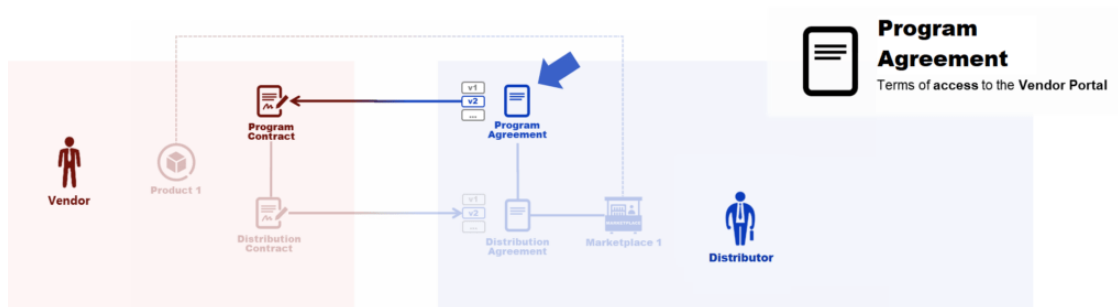 Program
Agreement
Terms of access to the Vendor Portal
v1
v2
...
Program
Contract
Program
Agreement
Product 1
Vendor
v1
v2
...
Distribution
Contract
Distribution
Agreement
MARKETPLACE
Marketplace 1
Distributor